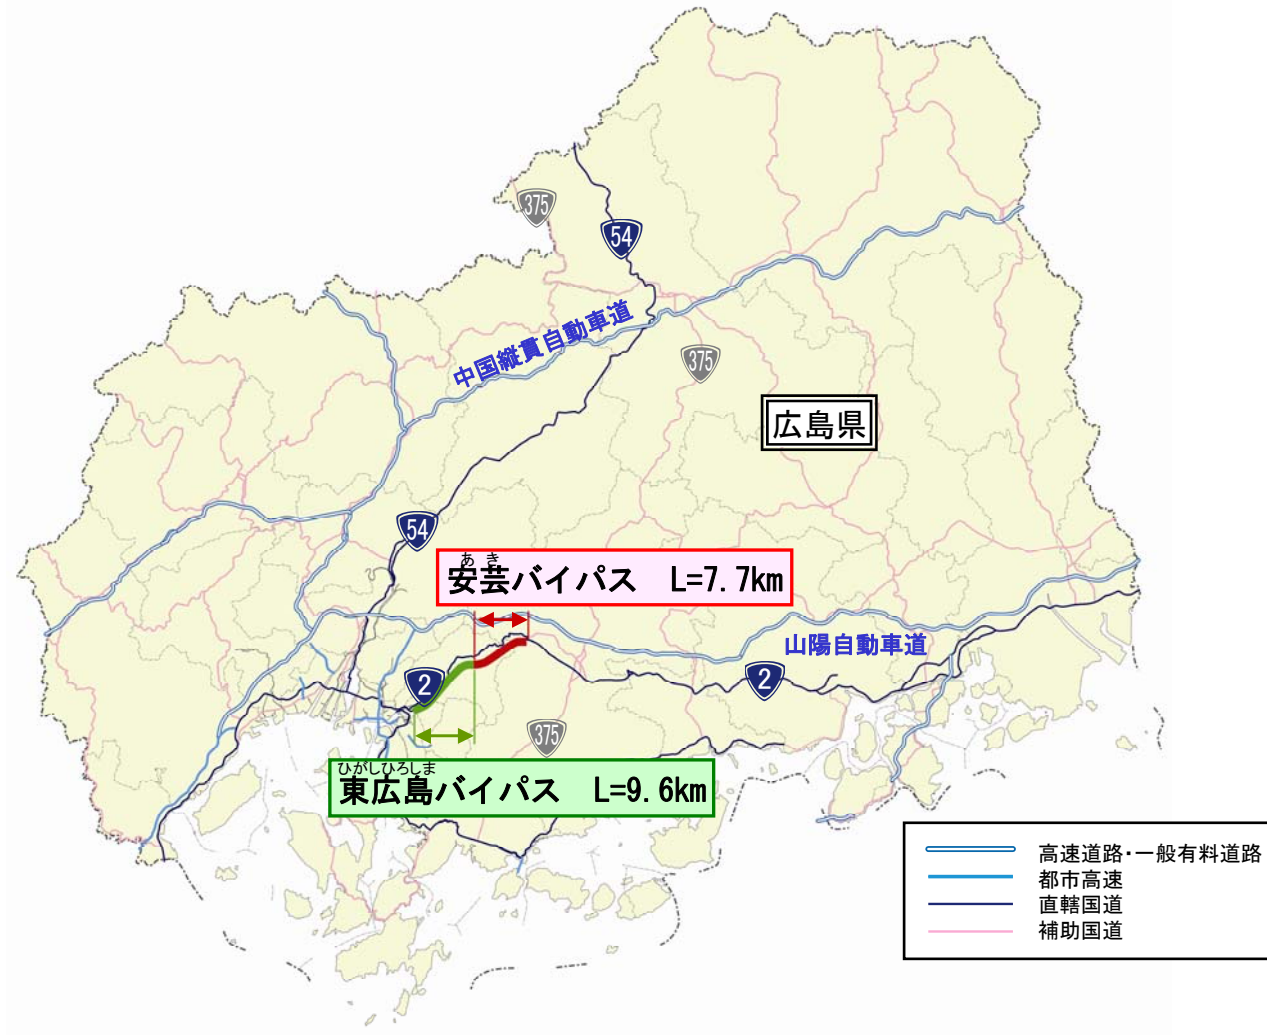 375
54
中国縦貫自動車道
375
広島県
54
あき
安芸バイパス　L=7.7km
山陽自動車道
2
2
375
ひがしひろしま
東広島バイパス　L=9.6km
高速道路・一般有料道路
都市高速
直轄国道
補助国道